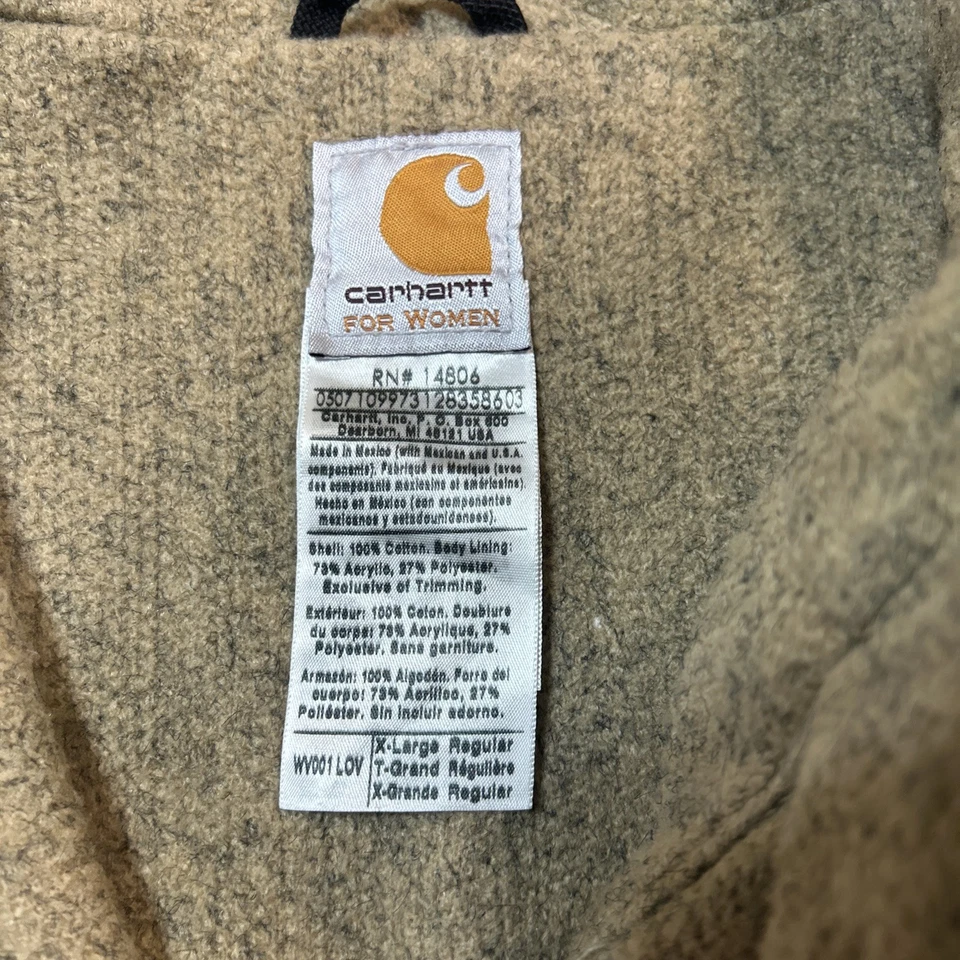 carhartt
FOR WOMEN
RN# 14806
0507109973128358603
Carhartt, Inc, P. O. Box 600
Dearborn, MI 48121 USA
Made in Mexico (with Mexican and U.S.A.
components). Fabriqué au Mexique (avec
des composants mexicains et américains).
Hecho en México (con componentes
mexicanos y estadounidenses).
Shell: 100% Cotton. Body Lining:
73% Acrylic, 27% Polyester.
Exclusive of Trimming.
Extérieur: 100% Coton. Doublure
du corps: 73% Acrylique, 27%
Polyester. Sans garniture.
Armazón: 100% Algodón. Forro del
cuerpo: 73% Acrílico, 27%
Poliéster. Sin incluir adorno.
WV001 LOV
X-Large Regular
T-Grand Régulière
X-Grande Regular